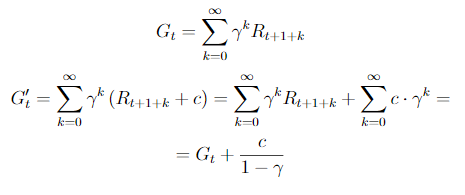 G_t = \sum_{k=0}^{\infty} \gamma^k R_{t+1+k}
G'_t = \sum_{k=0}^{\infty} \gamma^k (R_{t+1+k} + c) = \sum_{k=0}^{\infty} \gamma^k R_{t+1+k} + \sum_{k=0}^{\infty} c \cdot \gamma^k =
= G_t + \frac{c}{1 - \gamma}